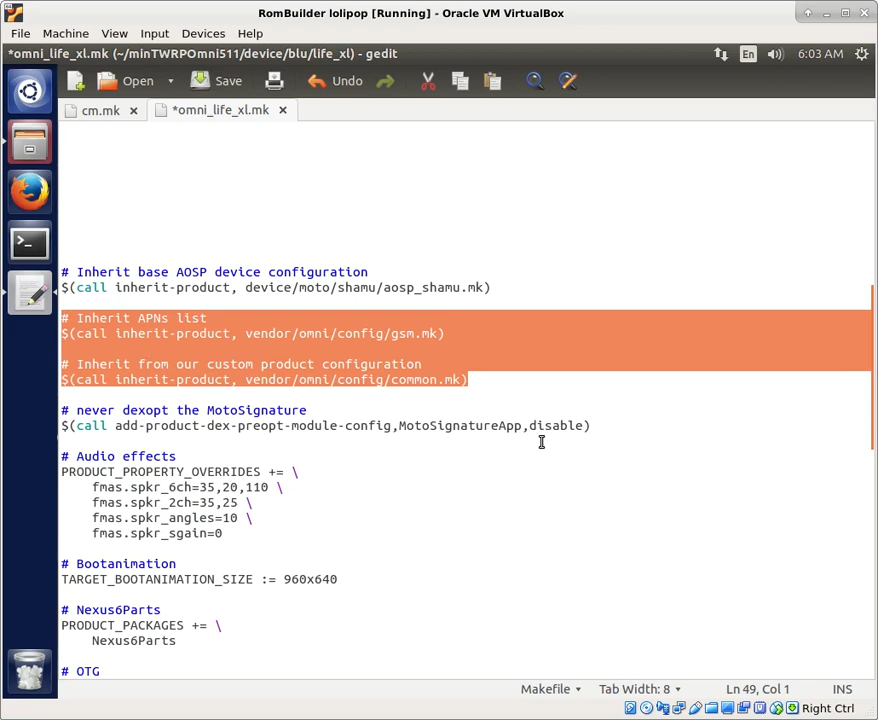 RomBuilder lolipop [Running] - Oracle VM VirtualBox
File Machine View Input Devices Help
*omni_life_xl.mk (~/minTWRPOmni511/device/blu/life_xl) - gedit
En 6:03 AM
Open Save Undo
cm.mk *omni_life_xl.mk
# Inherit base AOSP device configuration
$(call inherit-product, device/moto/shamu/aosp_shamu.mk)
# Inherit APNs list
$(call inherit-product, vendor/omni/config/gsm.mk)
# Inherit from our custom product configuration
$(call inherit-product, vendor/omni/config/common.mk)
# never dexopt the MotoSignature
$(call add-product-dex-preopt-module-config,MotoSignatureApp,disable)
# Audio effects
PRODUCT_PROPERTY_OVERRIDES += \
fmas.spkr_6ch=35,20,110 \
fmas.spkr_2ch=35,25 \
fmas.spkr_angles=10 \
fmas.spkr_sgain=0
# Bootanimation
TARGET_BOOTANIMATION_SIZE := 960x640
# Nexus6Parts
PRODUCT_PACKAGES += \
Nexus6Parts
# OTG
Makefile Tab Width: 8 Ln 49, Col 1 INS
Right Ctrl